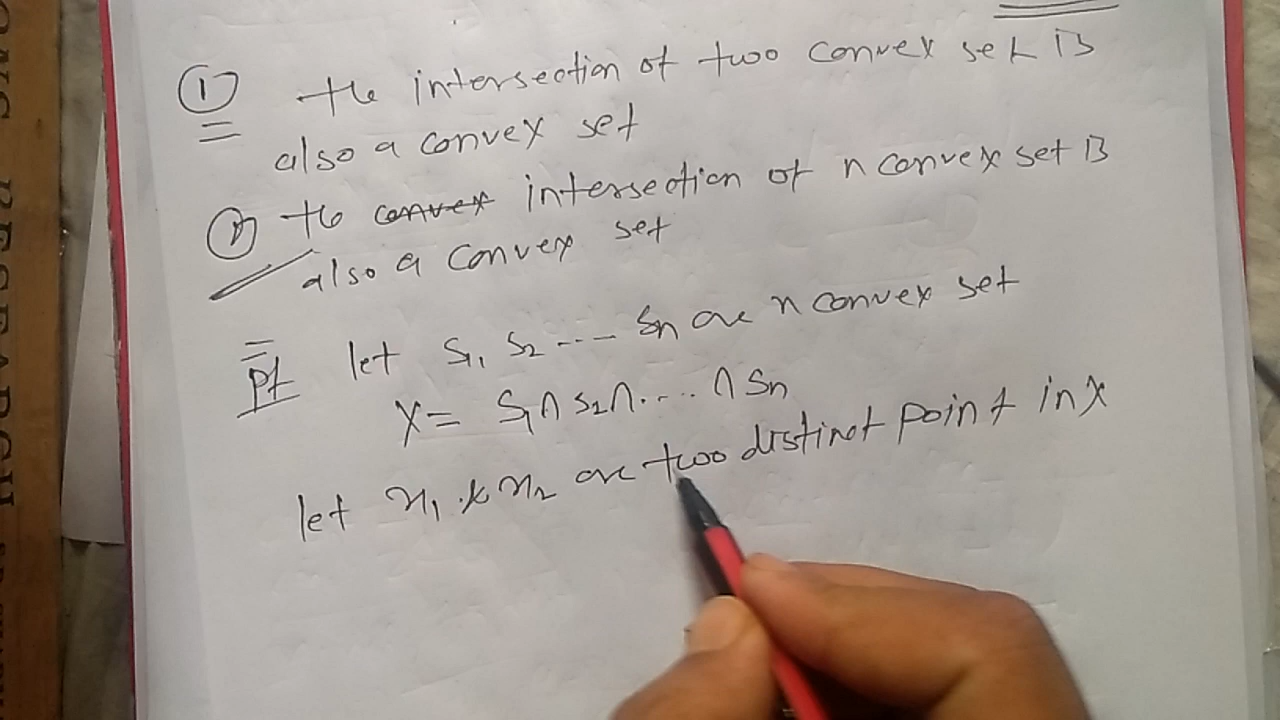 ① the intersection of two convex set is
also a convex set
② the convex intersection of n convex set is
also a convex set
Pf let S1, S2 ---- Sn are n convex set
X = S1 ∩ S2 ∩ .... ∩ Sn
let x1 & x2 are two distinct point in X